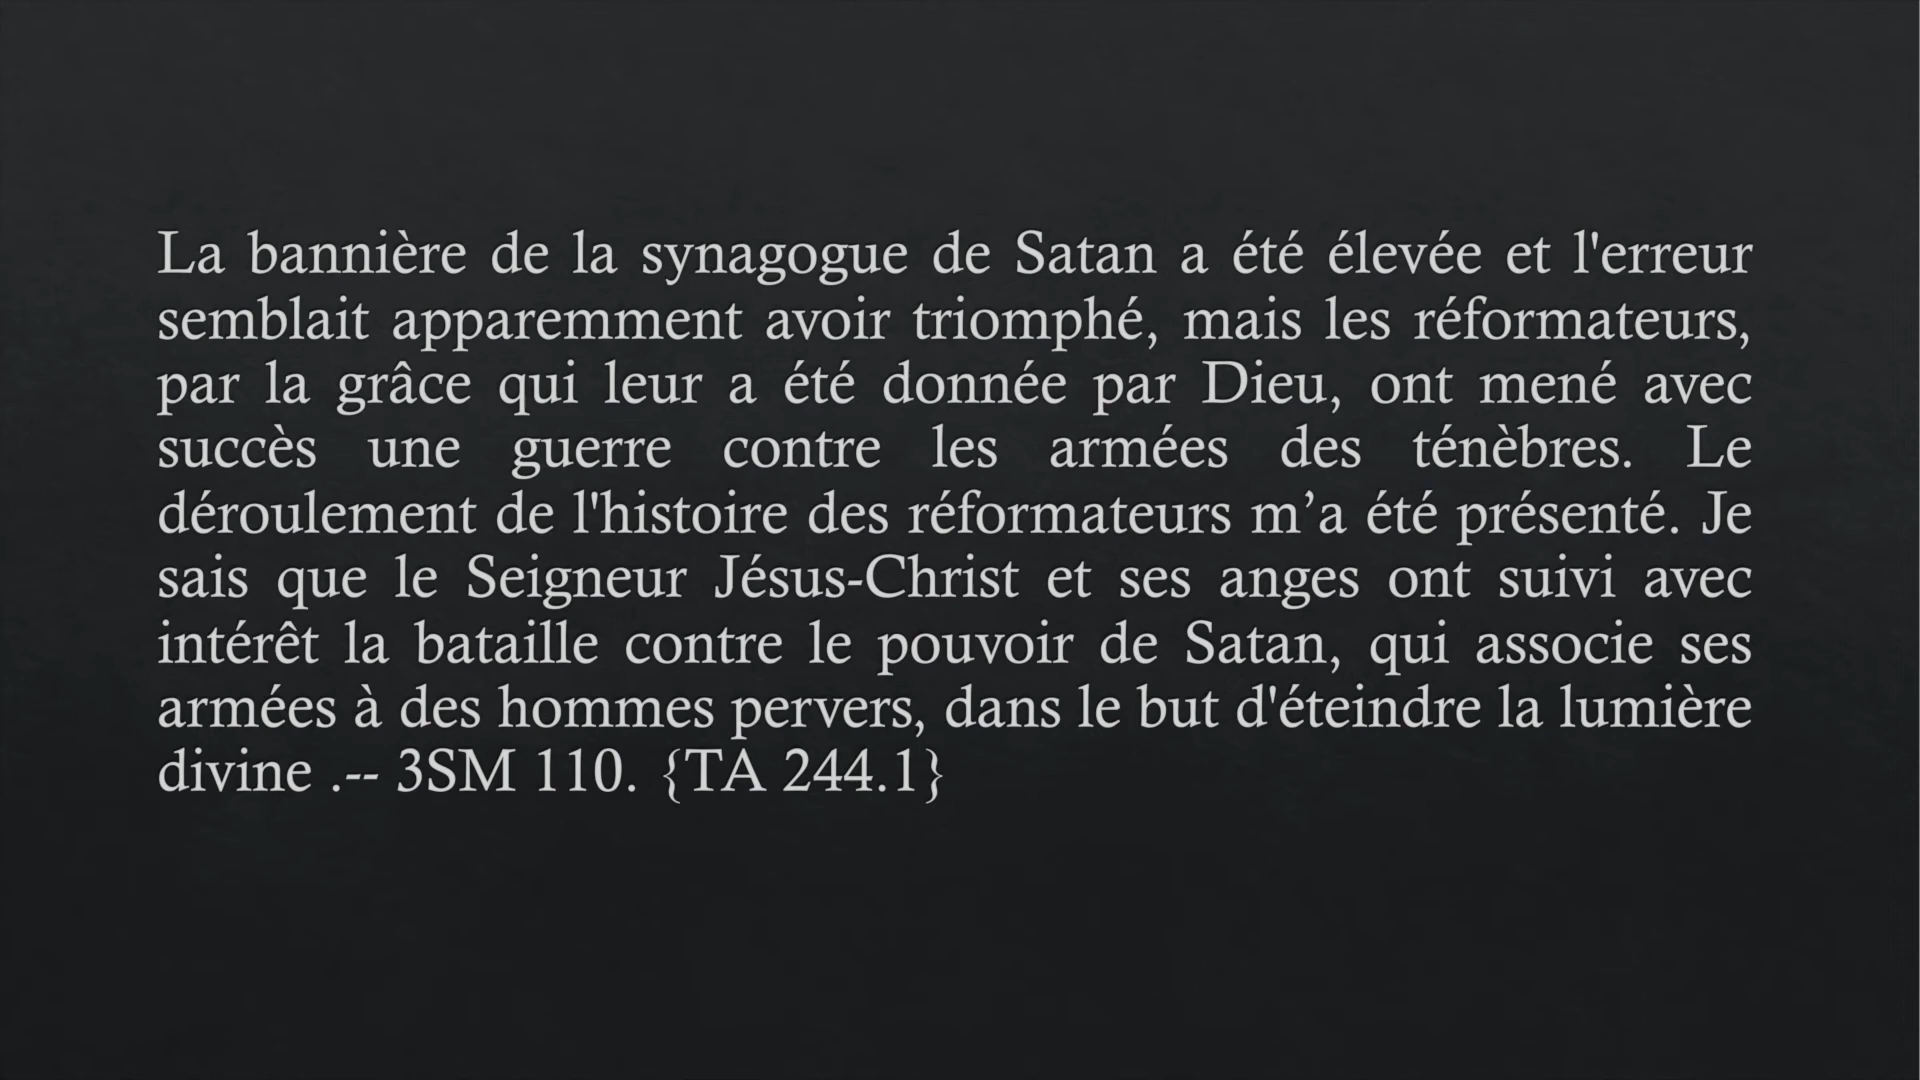 La bannière de la synagogue de Satan a été élevée et l'erreur
semblait apparemment avoir triomphé, mais les réformateurs,
par la grâce qui leur a été donnée par Dieu, ont mené avec
succès une guerre contre les armées des ténèbres. Le
déroulement de l'histoire des réformateurs m’a été présenté. Je
sais que le Seigneur Jésus-Christ et ses anges ont suivi avec
intérêt la bataille contre le pouvoir de Satan, qui associe ses
armées à des hommes pervers, dans le but d'éteindre la lumière
divine .-- 3SM 110. {TA 244.1}